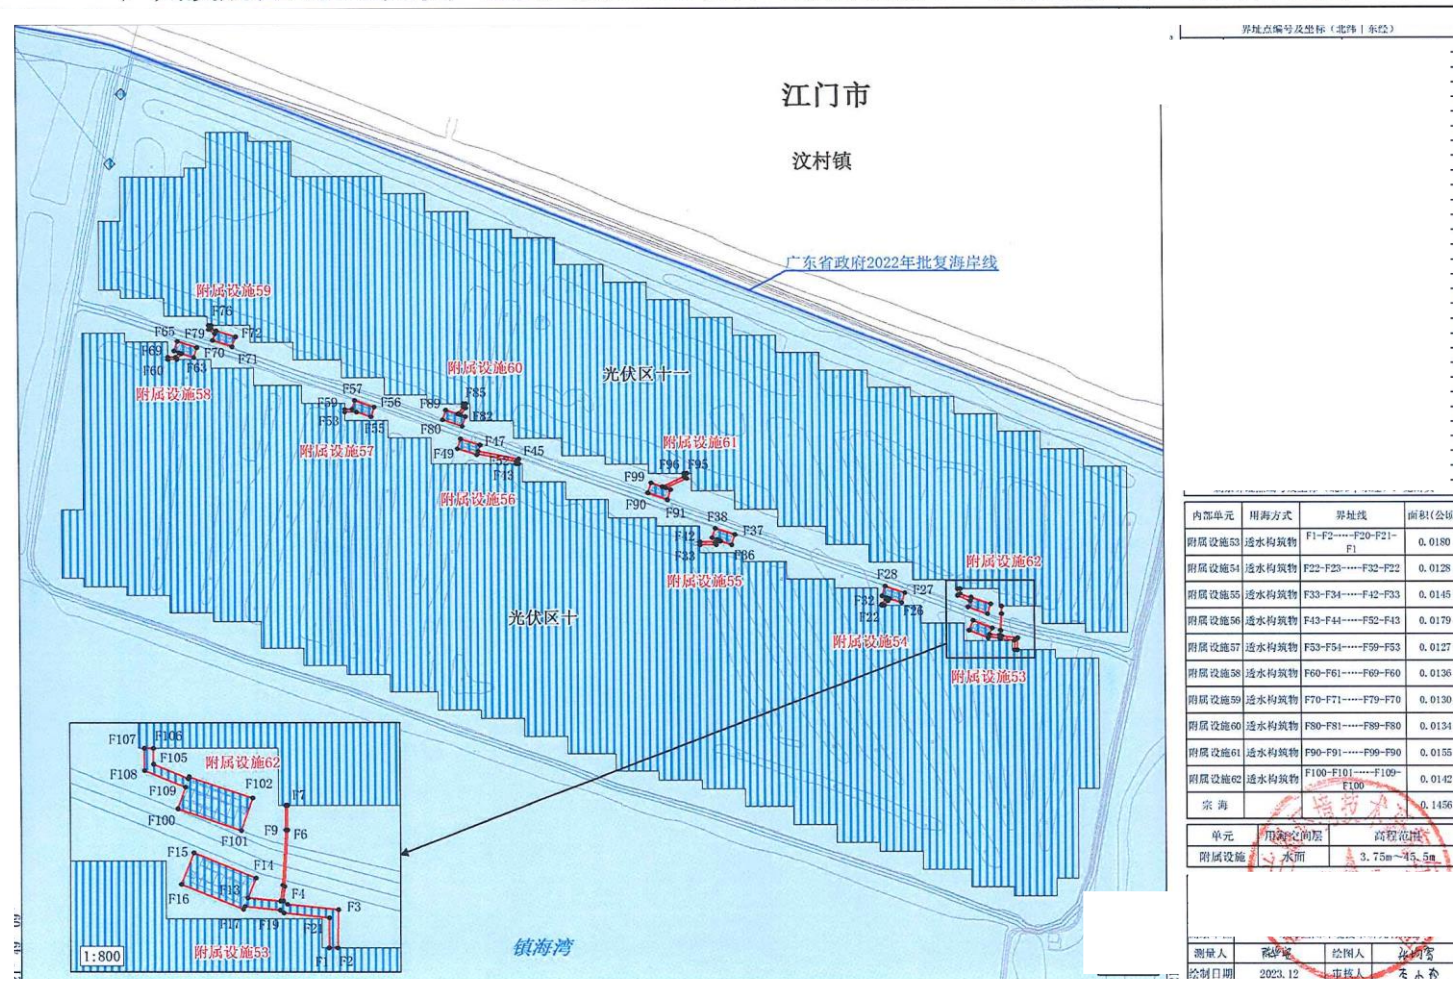 界址点编号及坐标（北纬｜东经）
江门市
汶村镇
广东省政府2022年批复海岸线
附属设施59
F76
F65
F79
F72
F69
F70
F71
F60
F63
附属设施58
附属设施60
光伏区十一
F57
F59
F56
F53
F55
F89
F85
F82
F80
附属设施57
F47
F49
F45
F43
附属设施56
附属设施61
F99
F96
F95
F90
F91
F38
F37
F42
F33
F36
附属设施55
附属设施62
F28
F27
F32
F26
F22
附属设施54
光伏区十
附属设施53
F107
F106
F105
附属设施62
F108
F109
F102
F7
F100
F9
F6
F101
F15
F14
F13
F4
F16
F3
F17
F19
F21
附属设施53
F1
F2
1:800
镇海湾
内部单元 用海方式 界址线 面积(公顷
附属设施53 透水构筑物 F1-F2-----F20-F21-F1 0.0180
附属设施54 透水构筑物 F22-F23-----F32-F22 0.0128
附属设施55 透水构筑物 F33-F34-----F42-F33 0.0145
附属设施56 透水构筑物 F43-F44-----F52-F43 0.0179
附属设施57 透水构筑物 F53-F54-----F59-F53 0.0127
附属设施58 透水构筑物 F60-F61-----F69-F60 0.0136
附属设施59 透水构筑物 F70-F71-----F79-F70 0.0130
附属设施60 透水构筑物 F80-F81-----F89-F80 0.0134
附属设施61 透水构筑物 F90-F91-----F99-F90 0.0155
附属设施62 透水构筑物 F100-F101-----F109-F100 0.0142
宗海 0.1456
单元 用海空间层 高程范围
附属设施 水面 3.75m～45.5m
测量人 绘图人
绘制日期 2023.12 审核人